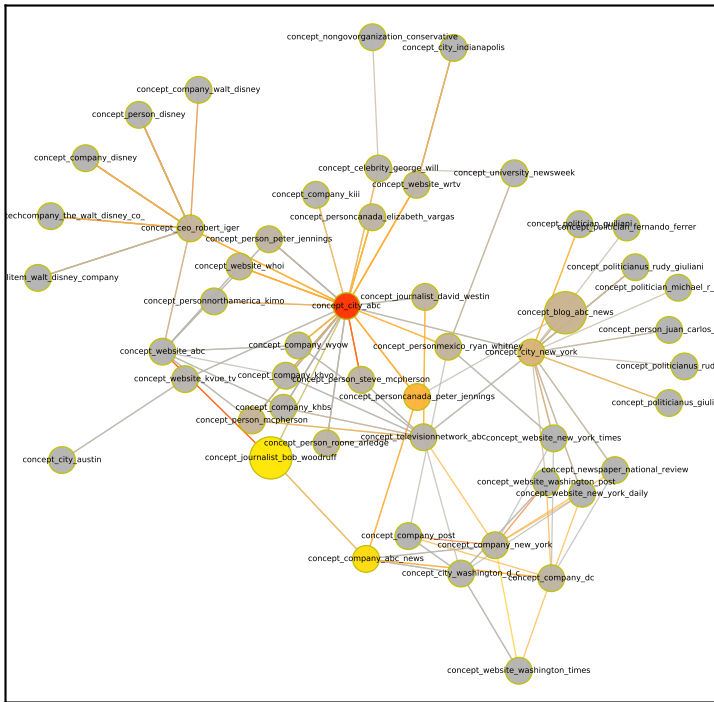 concept_nongovorganization_conservative
concept_city_indianapolis
concept_company_walt_disney
concept_person_disney
concept_company_disney
concept_celebrity_george_will
concept_university_newsweek
concept_website_wrtv
concept_company_kiii
techcompany_the_walt_disney_co_
concept_personcanada_elizabeth_vargas
concept_ceo_robert_iger
concept_politician_giuliani
concept_politician_fernando_ferrer
concept_person_peter_jennings
concept_website_whoi
concept_politicianus_rudy_giuliani
litem_walt_disney_company
concept_politician_michael_r_
concept_personnorthamerica_kimo
concept_city_abc
concept_journalist_david_westin
concept_blog_abc_news
concept_person_juan_carlos_
concept_website_abc
concept_company_wyow
concept_personmexico_ryan_whitney
concept_city_new_york
concept_politicianus_rud
concept_website_kvue_tv
concept_company_kbvo
concept_person_steve_mcpherson
concept_personcanada_peter_jennings
concept_politicianus_giuli
concept_company_khbs
concept_person_mcpherson
concept_person_roone_arledge
concept_televisionnetwork_abc
concept_website_new_york_times
concept_city_austin
concept_journalist_bob_woodruff
concept_newspaper_national_review
concept_website_washington_post
concept_website_new_york_daily
concept_company_post
concept_company_new_york
concept_company_abc_news
concept_city_washington_d_c
concept_company_dc
concept_website_washington_times